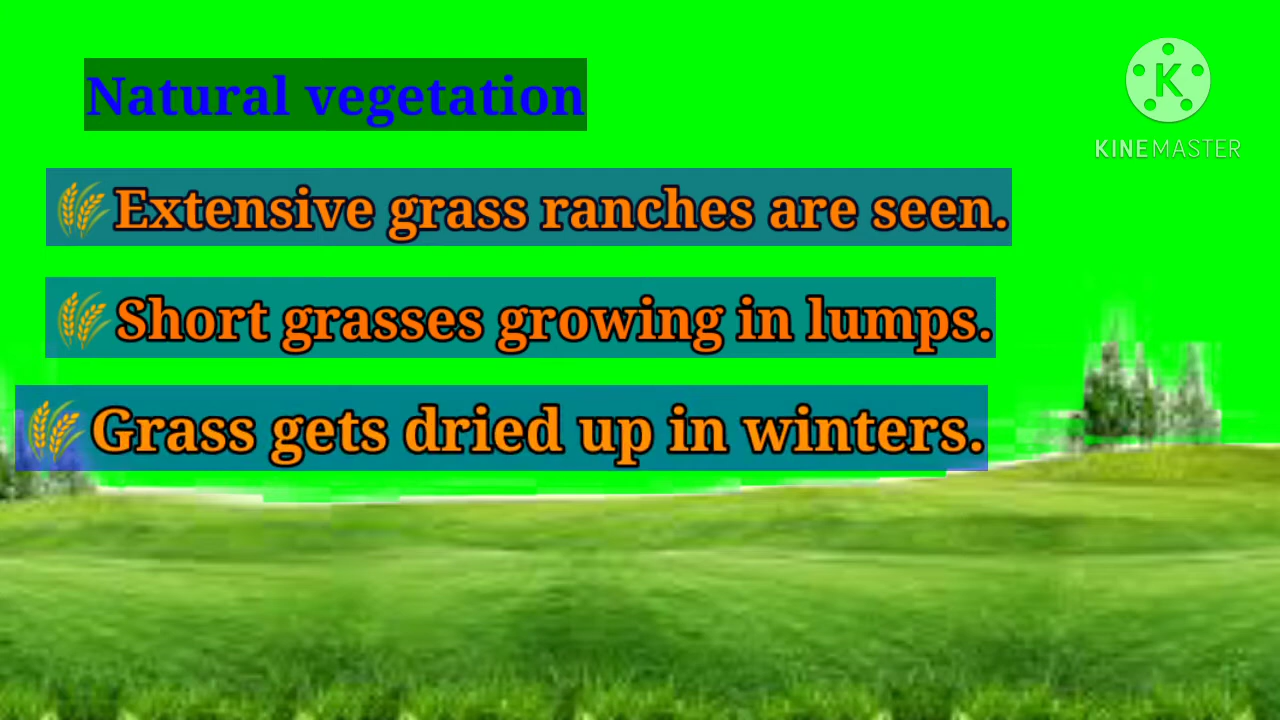 Natural vegetation
K
KINEMASTER
🌾Extensive grass ranches are seen.
🌾Short grasses growing in lumps.
🌾Grass gets dried up in winters.